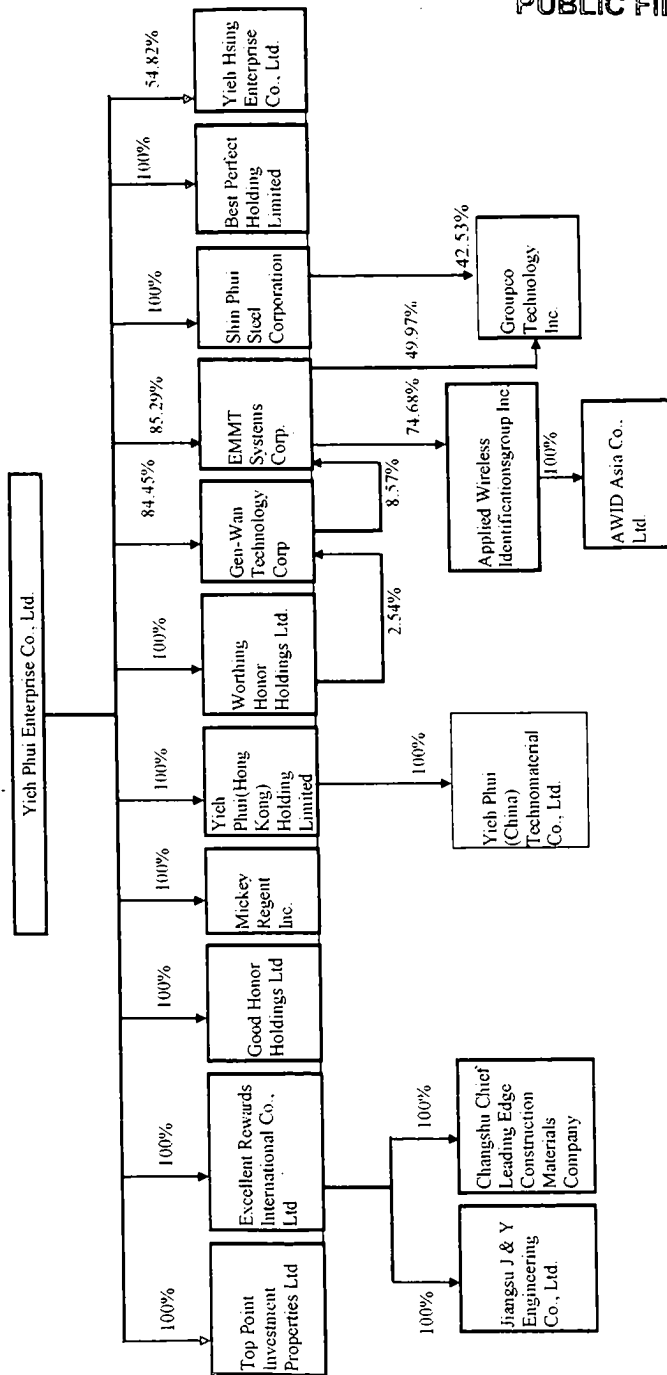 PUBLIC FI
Yieh Phui Enterprise Co., Ltd.
100%
100%
100%
100%
100%
100%
84.45%
85.29%
100%
100%
54.82%
Top Point
Investment
Properties Ltd
Excellent Rewards
International Co.,
Ltd
Good Honor
Holdings Ltd
Mickey
Regent
Inc.
Yieh
Phui(Hong
Kong)
Holding
Limited
Worthing
Honor
Holdings Ltd.
Gen-Wan
Technology
Corp
EMMT
Systems
Corp.
Shin Phui
Steel
Corporation
Best Perfect
Holding
Limited
Yieh Hsing
Enterprise
Co., Ltd.
100%
100%
100%
2.54%
8.57%
74.68%
49.97%
42.53%
Jiangsu J & Y
Engineering
Co., Ltd.
Changshu Chief
Leading Edge
Construction
Materials
Company
Yieh Phui
(China)
Technomaterial
Co., Ltd.
Applied Wireless
Identificationsgroup Inc.
Groupco
Technology
Inc.
100%
AWID Asia Co.,
Ltd.